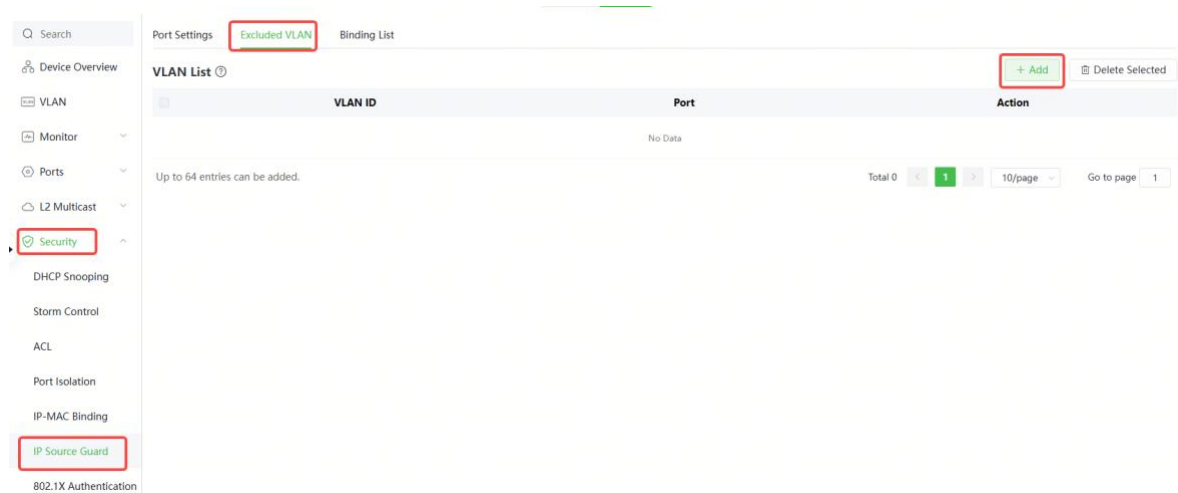 Search
Device Overview
VLAN
Monitor
Ports
L2 Multicast
Security
DHCP Snooping
Storm Control
ACL
Port Isolation
IP-MAC Binding
IP Source Guard
802.1X Authentication
Port Settings Excluded VLAN Binding List
VLAN List
+ Add Delete Selected
VLAN ID Port Action
No Data
Up to 64 entries can be added.
Total 0 < 1 > 10/page Go to page 1